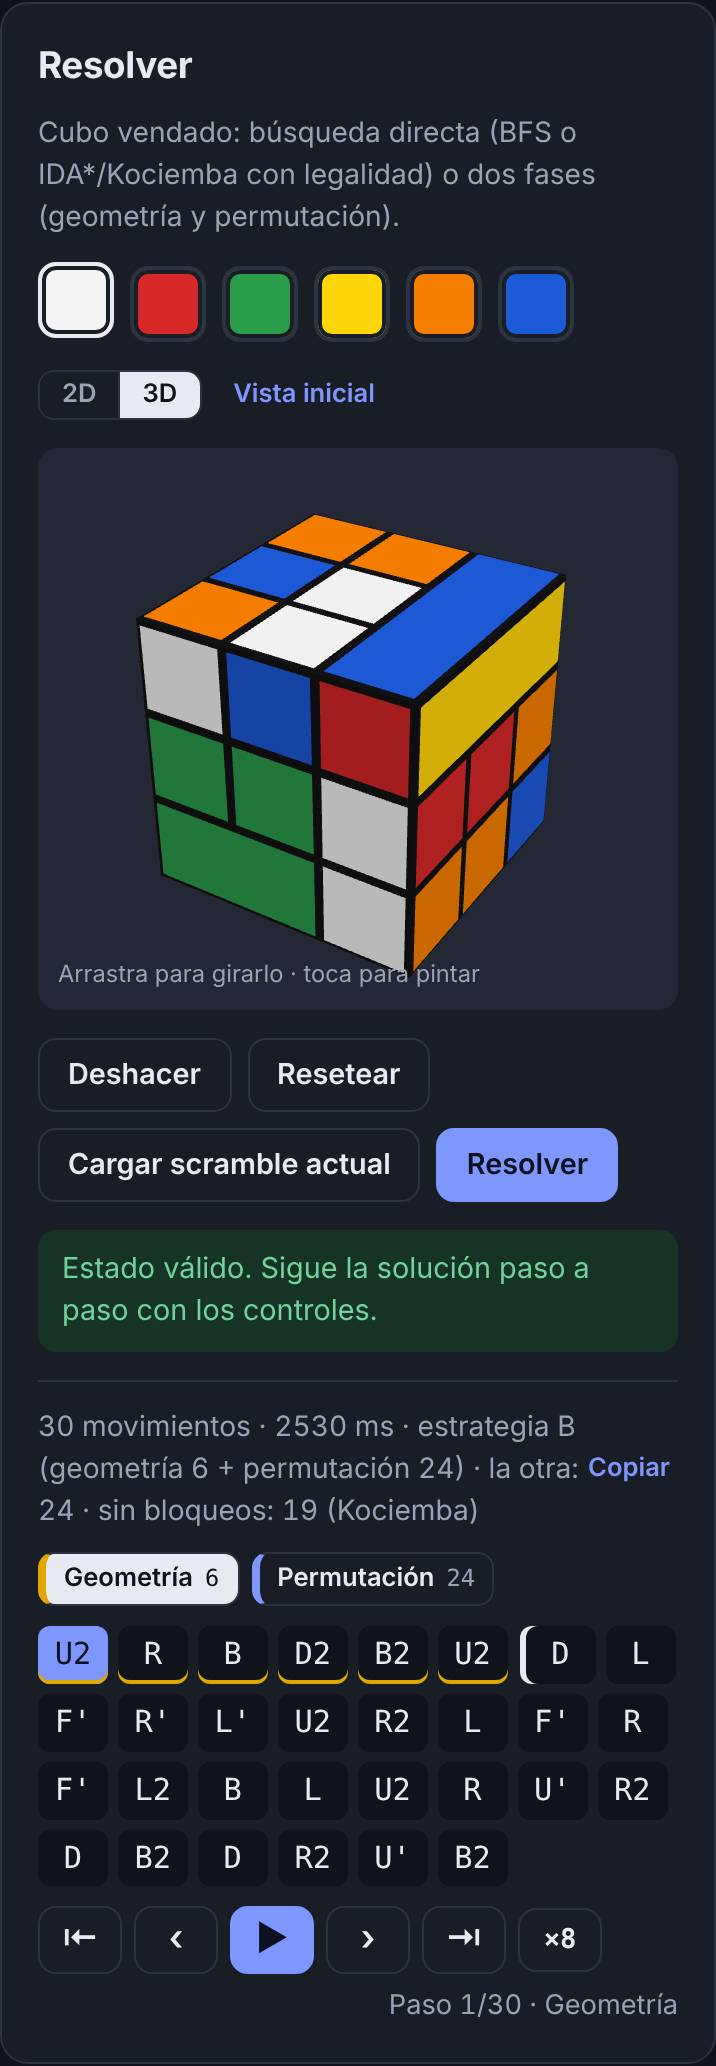 Resolver
Cubo vendado: búsqueda directa (BFS o
IDA*/Kociemba con legalidad) o dos fases
(geometría y permutación).
2D 3D Vista inicial
Arrastra para girarlo · toca para pintar
Deshacer Resetear
Cargar scramble actual Resolver
Estado válido. Sigue la solución paso a
paso con los controles.
30 movimientos · 2530 ms · estrategia B
(geometría 6 + permutación 24) · la otra: Copiar
24 · sin bloqueos: 19 (Kociemba)
Geometría 6 Permutación 24
U2 R B D2 B2 U2 D L
F' R' L' U2 R2 L F' R
F' L2 B L U2 R U' R2
D B2 D R2 U' B2
×8
Paso 1/30 · Geometría